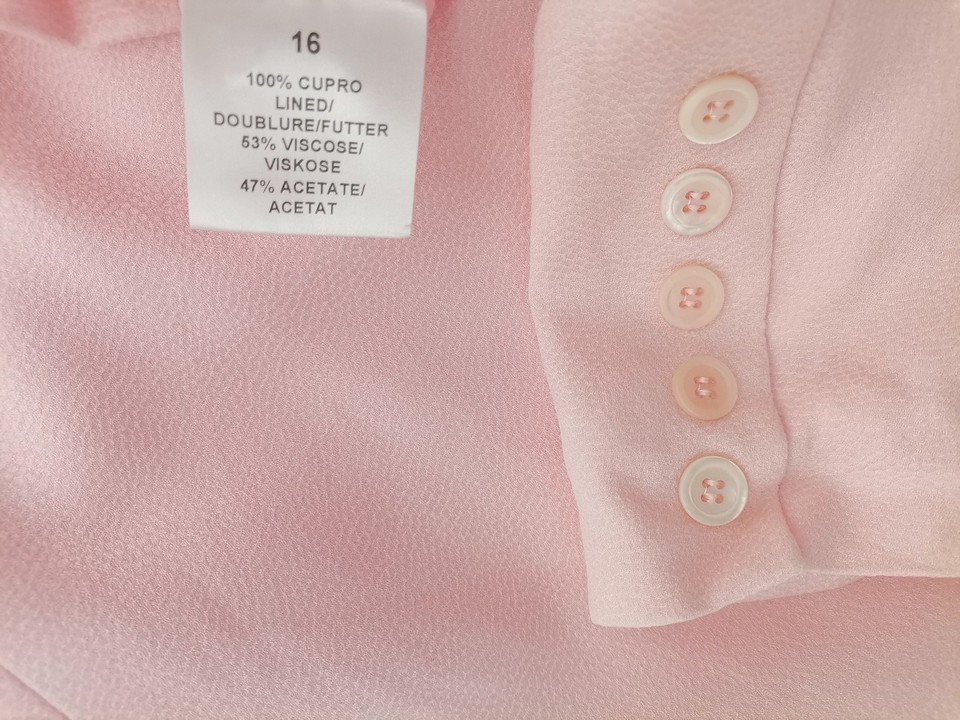 16
100% CUPRO
LINED/
DOUBLURE/FUTTER
53% VISCOSE/
VISKOSE
47% ACETATE/
ACETAT